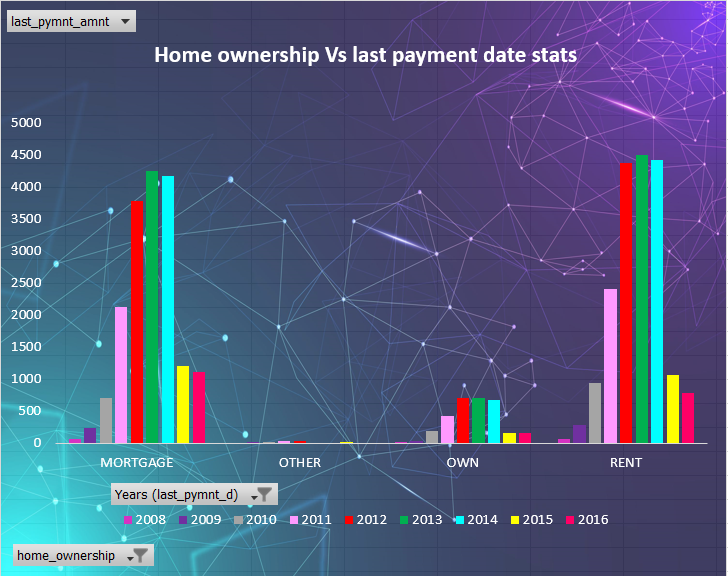 last_pymnt_amnt
Home ownership Vs last payment date stats
5000
4500
4000
3500
3000
2500
2000
1500
1000
500
0
MORTGAGE OTHER OWN RENT
Years (last_pymnt_d)
2008 2009 2010 2011 2012 2013 2014 2015 2016
home_ownership